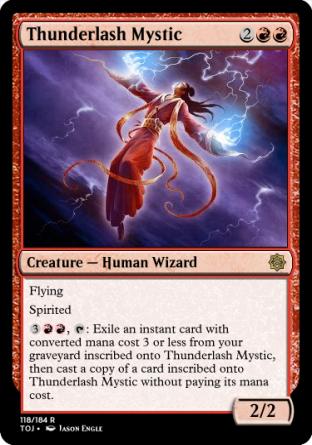 Thunderlash Mystic 2
Creature — Human Wizard
Flying
Spirited
3, : Exile an instant card with
converted mana cost 3 or less from your
graveyard inscribed onto Thunderlash Mystic,
then cast a copy of a card inscribed onto
Thunderlash Mystic without paying its mana
cost.
2/2
118/184 R
TOJ • Jason Engle